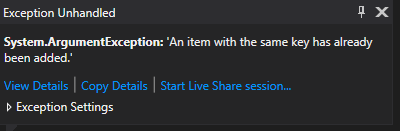 Exception Unhandled
System.ArgumentException: 'An item with the same key has already
been added.'
View Details | Copy Details | Start Live Share session...
Exception Settings